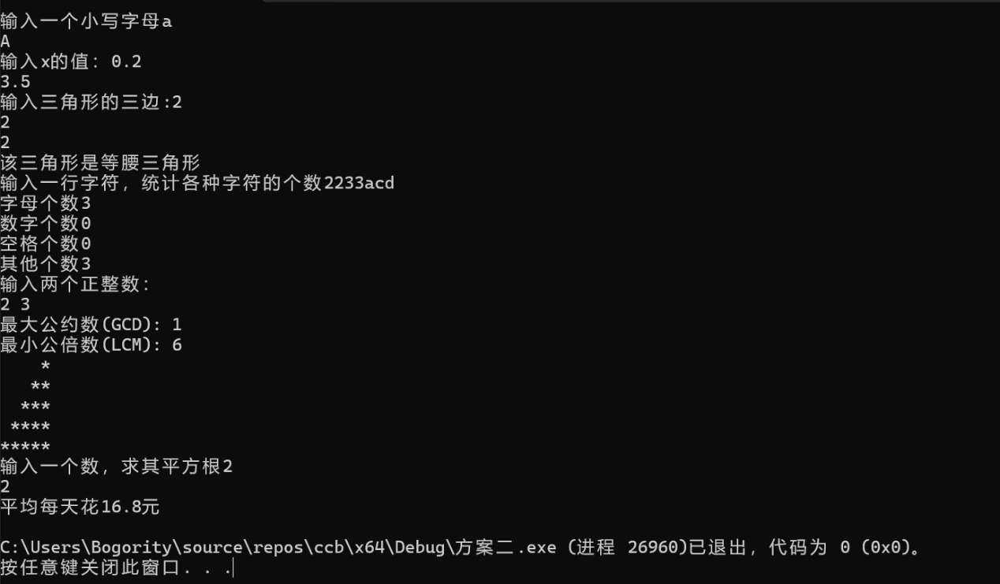 输入一个小写字母a
A
输入x的值: 0.2
3.5
输入三角形的三边:2
2
2
该三角形是等腰三角形
输入一行字符，统计各种字符的个数2233acd
字母个数3
数字个数0
空格个数0
其他个数3
输入两个正整数:
2 3
最大公约数(GCD): 1
最小公倍数(LCM): 6
    *
   **
  ***
 ****
*****
输入一个数，求其平方根2
2
平均每天花16.8元
C:\Users\Bogority\source\repos\ccb\x64\Debug\方案二.exe (进程 26960)已退出，代码为 0 (0x0)。
按任意键关闭此窗口. . .